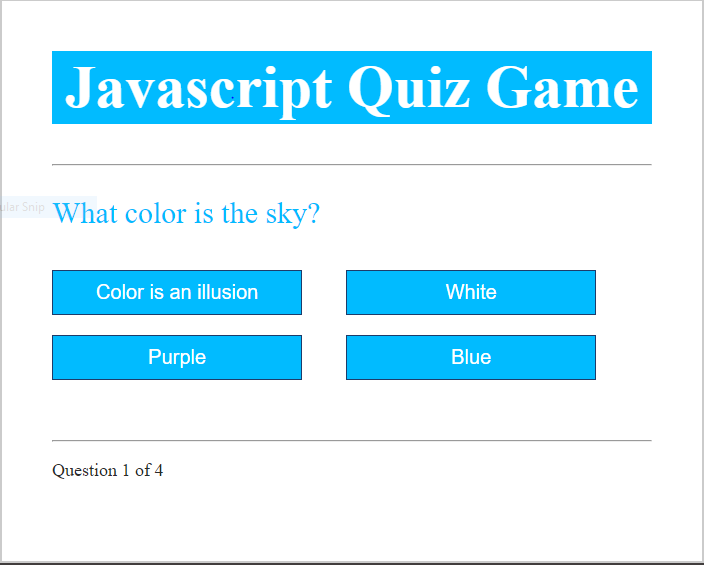 Javascript Quiz Game
ular Snip
What color is the sky?
Color is an illusion
White
Purple
Blue
Question 1 of 4